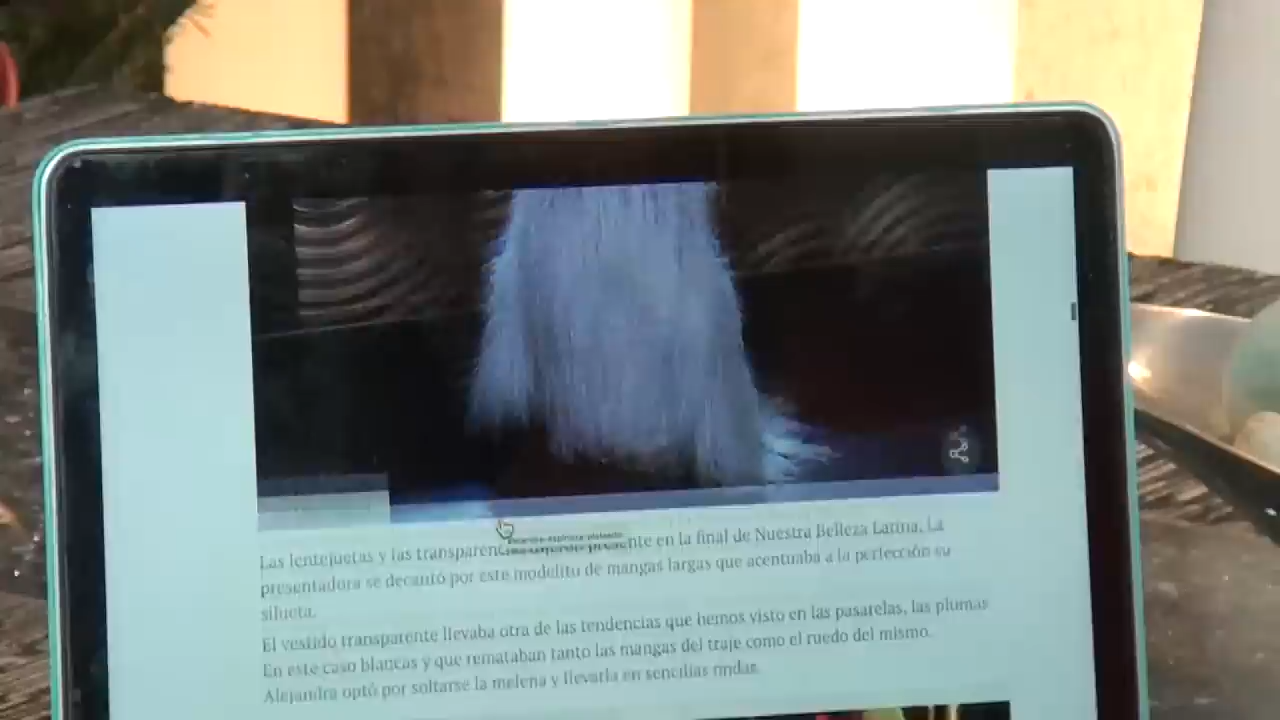 Las lentejuelas y las transparencias presente en la final de Nuestra Belleza Latina. La
presentadora se decantó por este modelito de mangas largas que acentuaba a la perfección su
silueta.
El vestido transparente llevaba otra de las tendencias que hemos visto en las pasarelas, las plumas
En este caso blancas y que remataban tanto las mangas del traje como el ruedo del mismo.
Alejandra optó por soltarse la melena y llevarla en sencillas ondas.